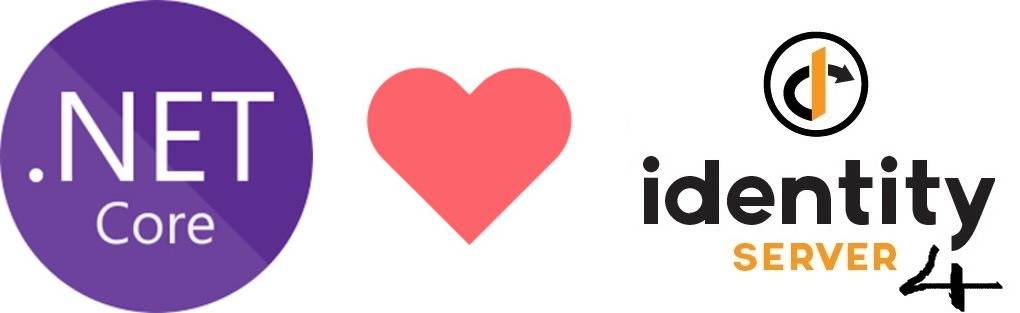 .NET
Core
identity
SERVER
4